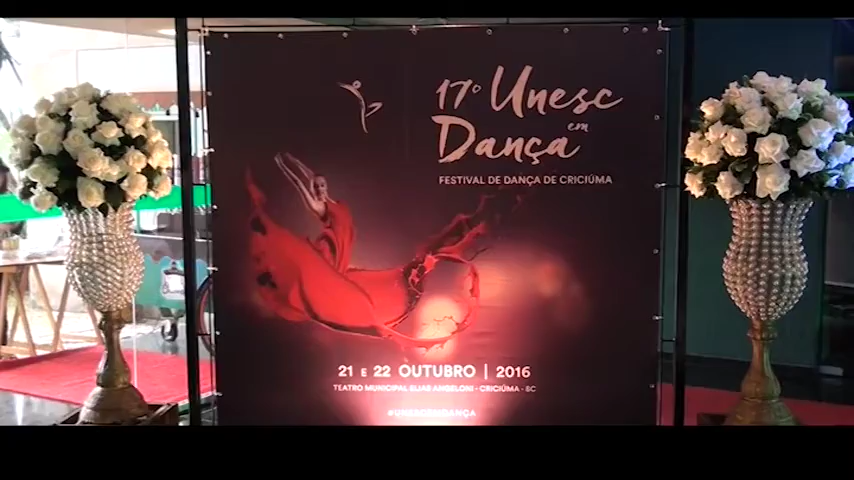 17º Unesc
em
Dança
FESTIVAL DE DANÇA DE CRICIÚMA
21 E 22 OUTUBRO | 2016
TEATRO MUNICIPAL ELIAS ANGELONI - CRICIÚMA - SC
#UNESCEMDANÇA